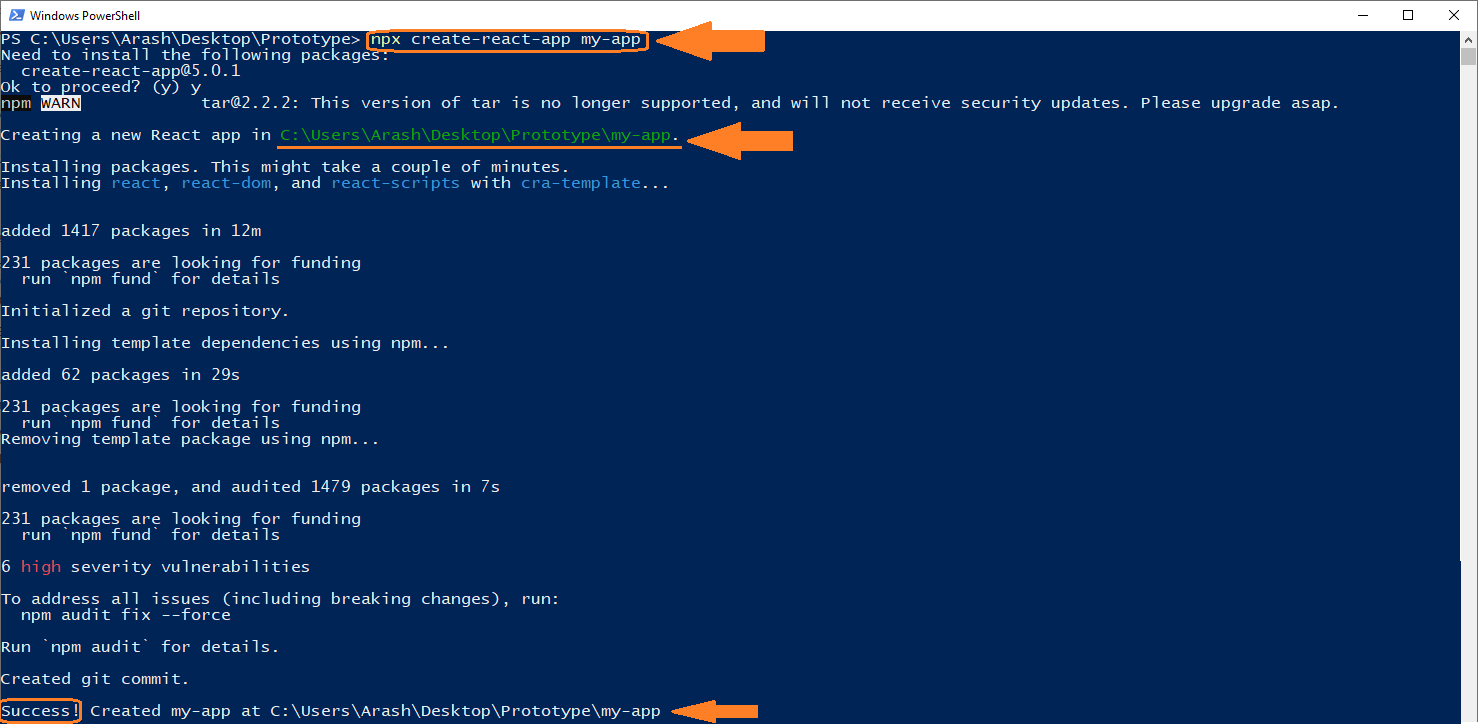 Windows PowerShell
PS C:\Users\Arash\Desktop\Prototype> npx create-react-app my-app
Need to install the following packages:
  create-react-app@5.0.1
Ok to proceed? (y) y
npm WARN            tar@2.2.2: This version of tar is no longer supported, and will not receive security updates. Please upgrade asap.
Creating a new React app in C:\Users\Arash\Desktop\Prototype\my-app.
Installing packages. This might take a couple of minutes.
Installing react, react-dom, and react-scripts with cra-template...
added 1417 packages in 12m
231 packages are looking for funding
  run `npm fund` for details
Initialized a git repository.
Installing template dependencies using npm...
added 62 packages in 29s
231 packages are looking for funding
  run `npm fund` for details
Removing template package using npm...
removed 1 package, and audited 1479 packages in 7s
231 packages are looking for funding
  run `npm fund` for details
6 high severity vulnerabilities
To address all issues (including breaking changes), run:
  npm audit fix --force
Run `npm audit` for details.
Created git commit.
Success! Created my-app at C:\Users\Arash\Desktop\Prototype\my-app